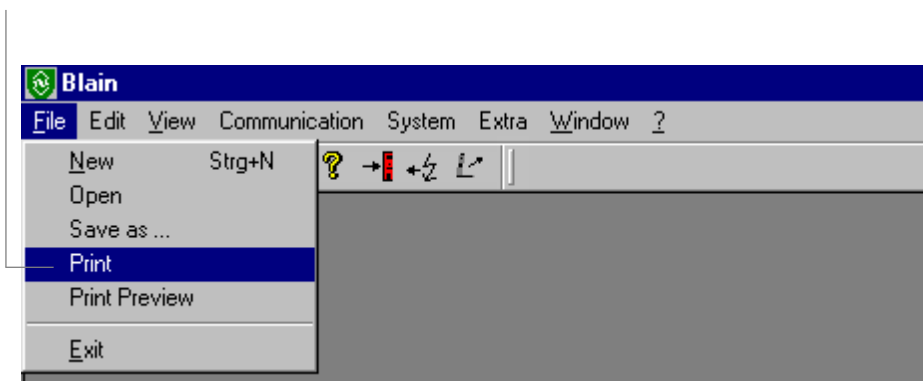 Blain
File Edit View Communication System Extra Window ?
New Strg+N
Open
Save as ...
Print
Print Preview
Exit